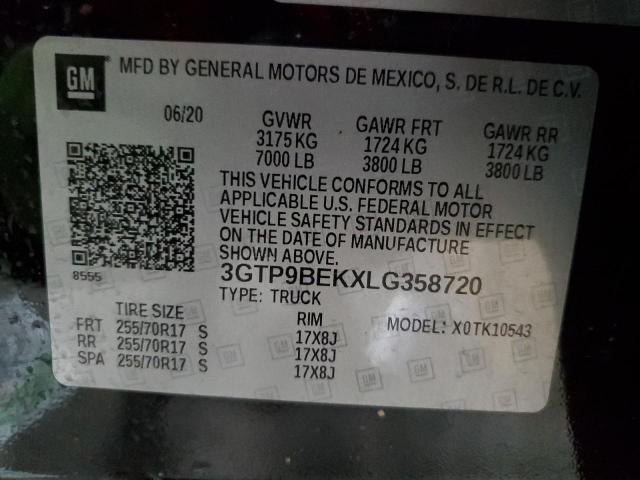 GM MFD BY GENERAL MOTORS DE MEXICO, S. DE R.L. DE C.V.
06/20 GVWR GAWR FRT GAWR RR
3175 KG 1724 KG 1724 KG
7000 LB 3800 LB 3800 LB
THIS VEHICLE CONFORMS TO ALL
APPLICABLE U.S. FEDERAL MOTOR
VEHICLE SAFETY STANDARDS IN EFFECT
ON THE DATE OF MANUFACTURE
SHOWN ABOVE.
8555 3GTP9BEKXLG358720
TYPE: TRUCK
TIRE SIZE RIM MODEL: X0TK10543
FRT 255/70R17 S 17X8J
RR 255/70R17 S 17X8J
SPA 255/70R17 S 17X8J